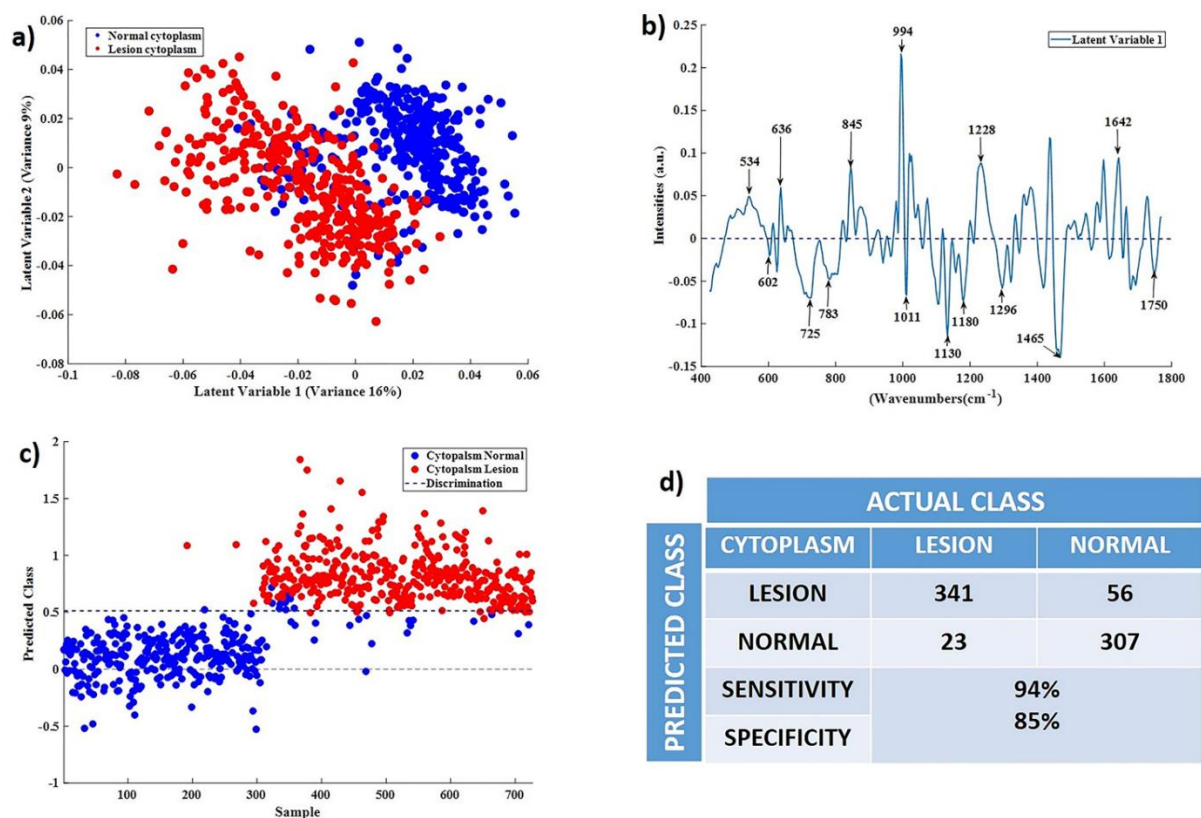 a)
Normal cytoplasm
Lesion cytoplasm
0.06
0.04
0.02
0
-0.02
-0.04
-0.06
-0.08
-0.1
-0.08
-0.06
-0.04
-0.02
0
0.02
0.04
0.06
Latent Variable 2 (Variance 9%)
Latent Variable 1 (Variance 16%)
b)
Latent Variable 1
994
636
845
1228
1642
534
602
725
783
1011
1130
1180
1296
1465
1750
0.25
0.2
0.15
0.1
0.05
0
-0.05
-0.1
-0.15
400
600
800
1000
1200
1400
1600
1800
Intensities (a.u.)
(Wavenumbers(cm-1)
c)
Cytopalsm Normal
Cytopalsm Lesion
Discrimination
2
1.5
1
0.5
0
-0.5
-1
100
200
300
400
500
600
700
Predicted Class
Sample
d)
ACTUAL CLASS
PREDICTED CLASS
CYTOPLASM LESION NORMAL
LESION 341 56
NORMAL 23 307
SENSITIVITY 94%
SPECIFICITY 85%